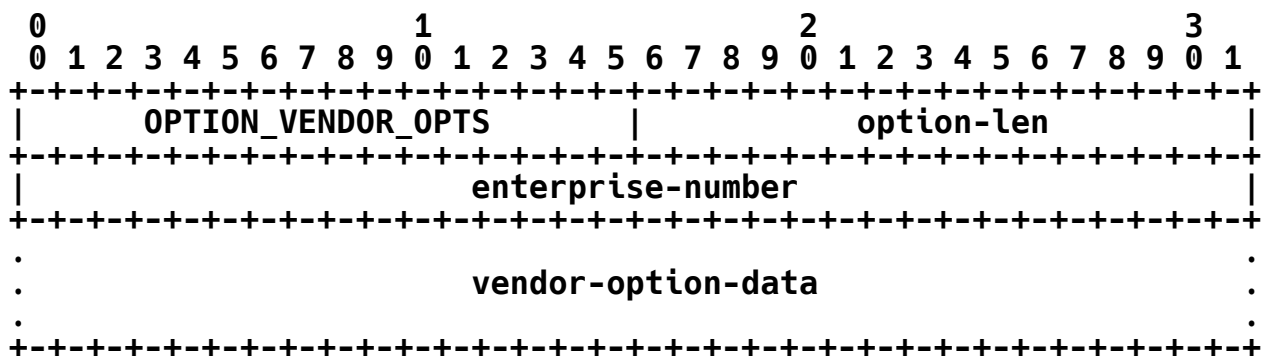 0                   1                   2                   3
 0 1 2 3 4 5 6 7 8 9 0 1 2 3 4 5 6 7 8 9 0 1 2 3 4 5 6 7 8 9 0 1
+-+-+-+-+-+-+-+-+-+-+-+-+-+-+-+-+-+-+-+-+-+-+-+-+-+-+-+-+-+-+-+-+
|      OPTION_VENDOR_OPTS       |           option-len          |
+-+-+-+-+-+-+-+-+-+-+-+-+-+-+-+-+-+-+-+-+-+-+-+-+-+-+-+-+-+-+-+-+
|                       enterprise-number                       |
+-+-+-+-+-+-+-+-+-+-+-+-+-+-+-+-+-+-+-+-+-+-+-+-+-+-+-+-+-+-+-+-+
.                                                               .
.                       vendor-option-data                      .
.                                                               .
+-+-+-+-+-+-+-+-+-+-+-+-+-+-+-+-+-+-+-+-+-+-+-+-+-+-+-+-+-+-+-+-+